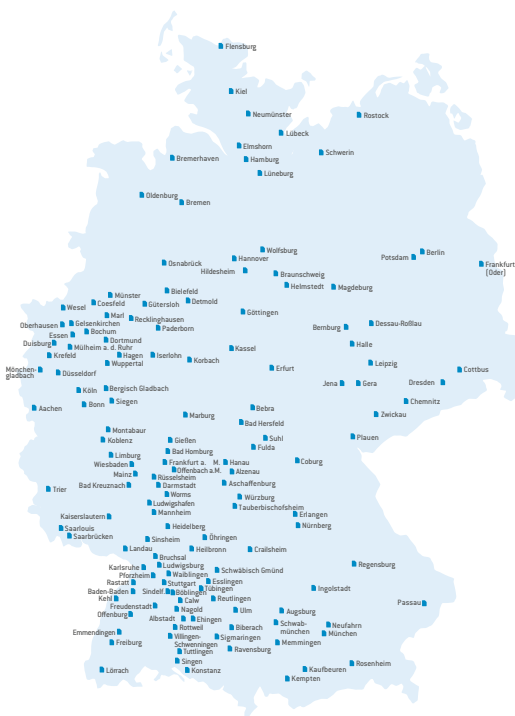 Flensburg
Kiel
Neumünster
Rostock
Lübeck
Elmshorn
Schwerin
Bremerhaven
Hamburg
Lüneburg
Oldenburg
Bremen
Wolfsburg
Berlin
Potsdam
Hannover
Osnabrück
Frankfurt
(Oder)
Hildesheim
Braunschweig
Helmstedt
Magdeburg
Bielefeld
Münster
Detmold
Coesfeld
Gütersloh
Wesel
Göttingen
Marl
Recklinghausen
Oberhausen
Gelsenkirchen
Paderborn
Bernburg
Dessau-Roßlau
Bochum
Essen
Dortmund
Duisburg
Halle
Mülheim a. d. Ruhr
Kassel
Krefeld
Hagen
Iserlohn
Korbach
Wuppertal
Leipzig
Erfurt
Mönchen-
gladbach
Düsseldorf
Cottbus
Jena
Gera
Dresden
Köln
Bergisch Gladbach
Siegen
Chemnitz
Bonn
Aachen
Bebra
Marburg
Zwickau
Bad Hersfeld
Montabaur
Plauen
Koblenz
Gießen
Suhl
Fulda
Bad Homburg
Limburg
Coburg
Wiesbaden
Frankfurt a. M.
Hanau
Offenbach a.M.
Alzenau
Mainz
Rüsselsheim
Bad Kreuznach
Darmstadt
Aschaffenburg
Trier
Worms
Würzburg
Ludwigshafen
Tauberbischofsheim
Mannheim
Erlangen
Kaiserslautern
Heidelberg
Nürnberg
Saarlouis
Saarbrücken
Sinsheim
Öhringen
Landau
Heilbronn
Crailsheim
Bruchsal
Ludwigsburg
Karlsruhe
Regensburg
Schwäbisch Gmünd
Pforzheim
Waiblingen
Rastatt
Stuttgart
Esslingen
Baden-Baden
Sindelf.
Böblingen
Tübingen
Ingolstadt
Kehl
Calw
Reutlingen
Passau
Freudenstadt
Nagold
Ulm
Augsburg
Offenburg
Albstadt
Ehingen
Rottweil
Biberach
Schwab-
münchen
Neufahrn
Emmendingen
München
Villingen-
Schwenningen
Sigmaringen
Freiburg
Memmingen
Tuttlingen
Ravensburg
Singen
Rosenheim
Lörrach
Konstanz
Kaufbeuren
Kempten